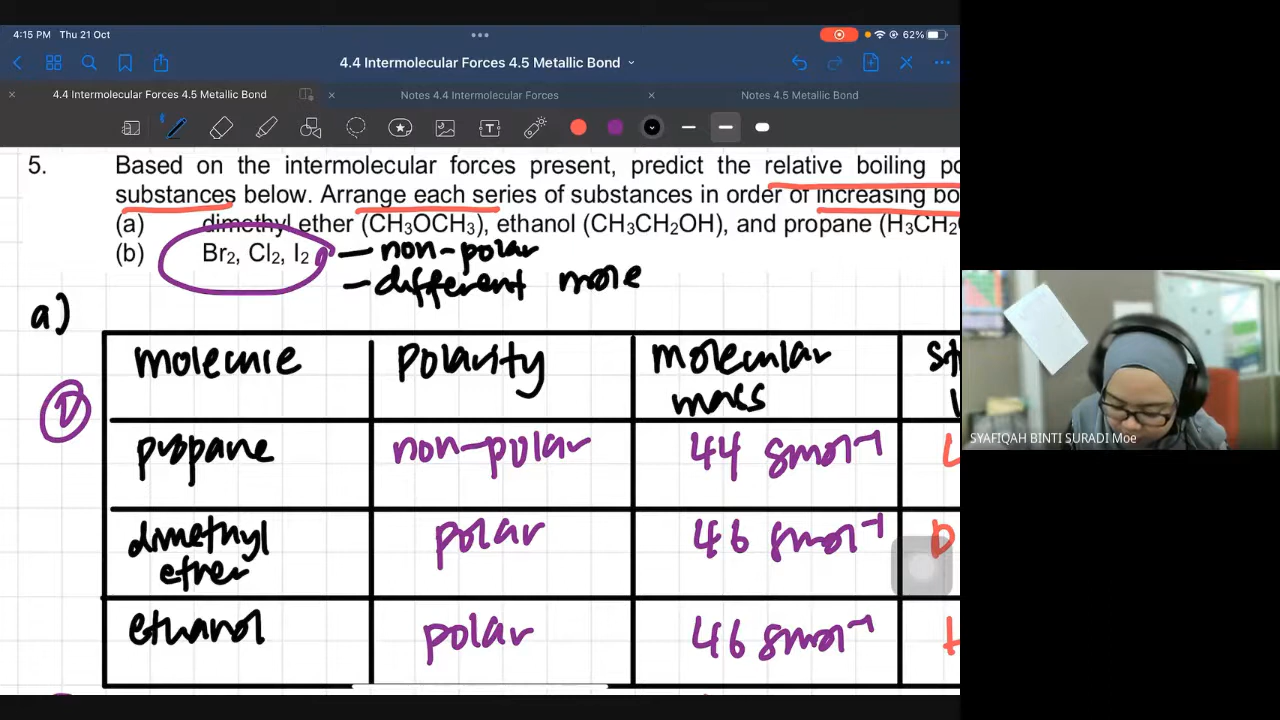 4:15 PM Thu 21 Oct
62%
4.4 Intermolecular Forces 4.5 Metallic Bond
4.4 Intermolecular Forces 4.5 Metallic Bond
Notes 4.4 Intermolecular Forces
Notes 4.5 Metallic Bond
5. Based on the intermolecular forces present, predict the relative boiling po
substances below. Arrange each series of substances in order of increasing bo
(a) dimethyl ether (CH3OCH3), ethanol (CH3CH2OH), and propane (H3CH2
(b) Br2, Cl2, I2 — non-polar
— different mole
a)
molecule polarity molecular mass
①
propane non-polar 44 gmol⁻¹ L
dimethyl ether polar 46 gmol⁻¹ D
ethanol polar 46 gmol⁻¹ H
SYAFIQAH BINTI SURADI Moe